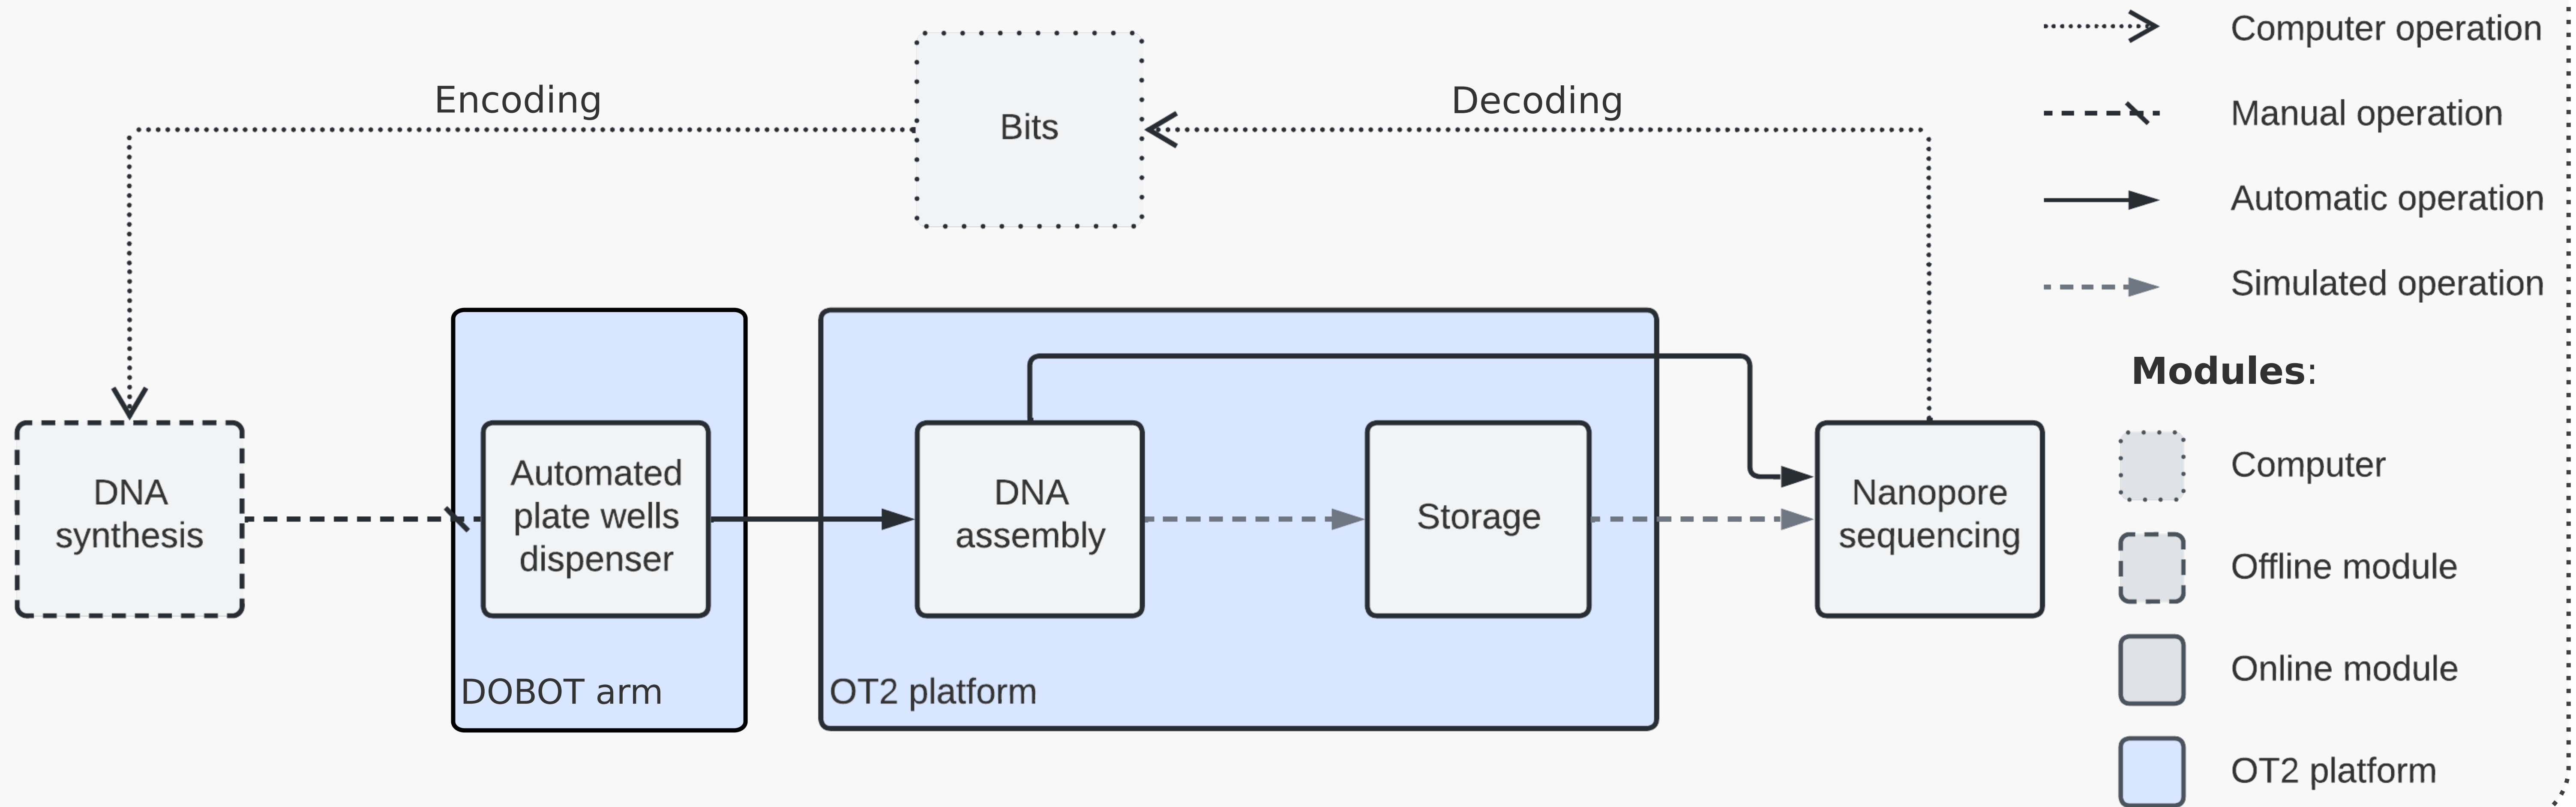 Encoding
Bits
Decoding
DNA
synthesis
Automated
plate wells
dispenser
DOBOT arm
DNA
assembly
Storage
OT2 platform
Nanopore
sequencing
Computer operation
Manual operation
Automatic operation
Simulated operation
Modules:
Computer
Offline module
Online module
OT2 platform